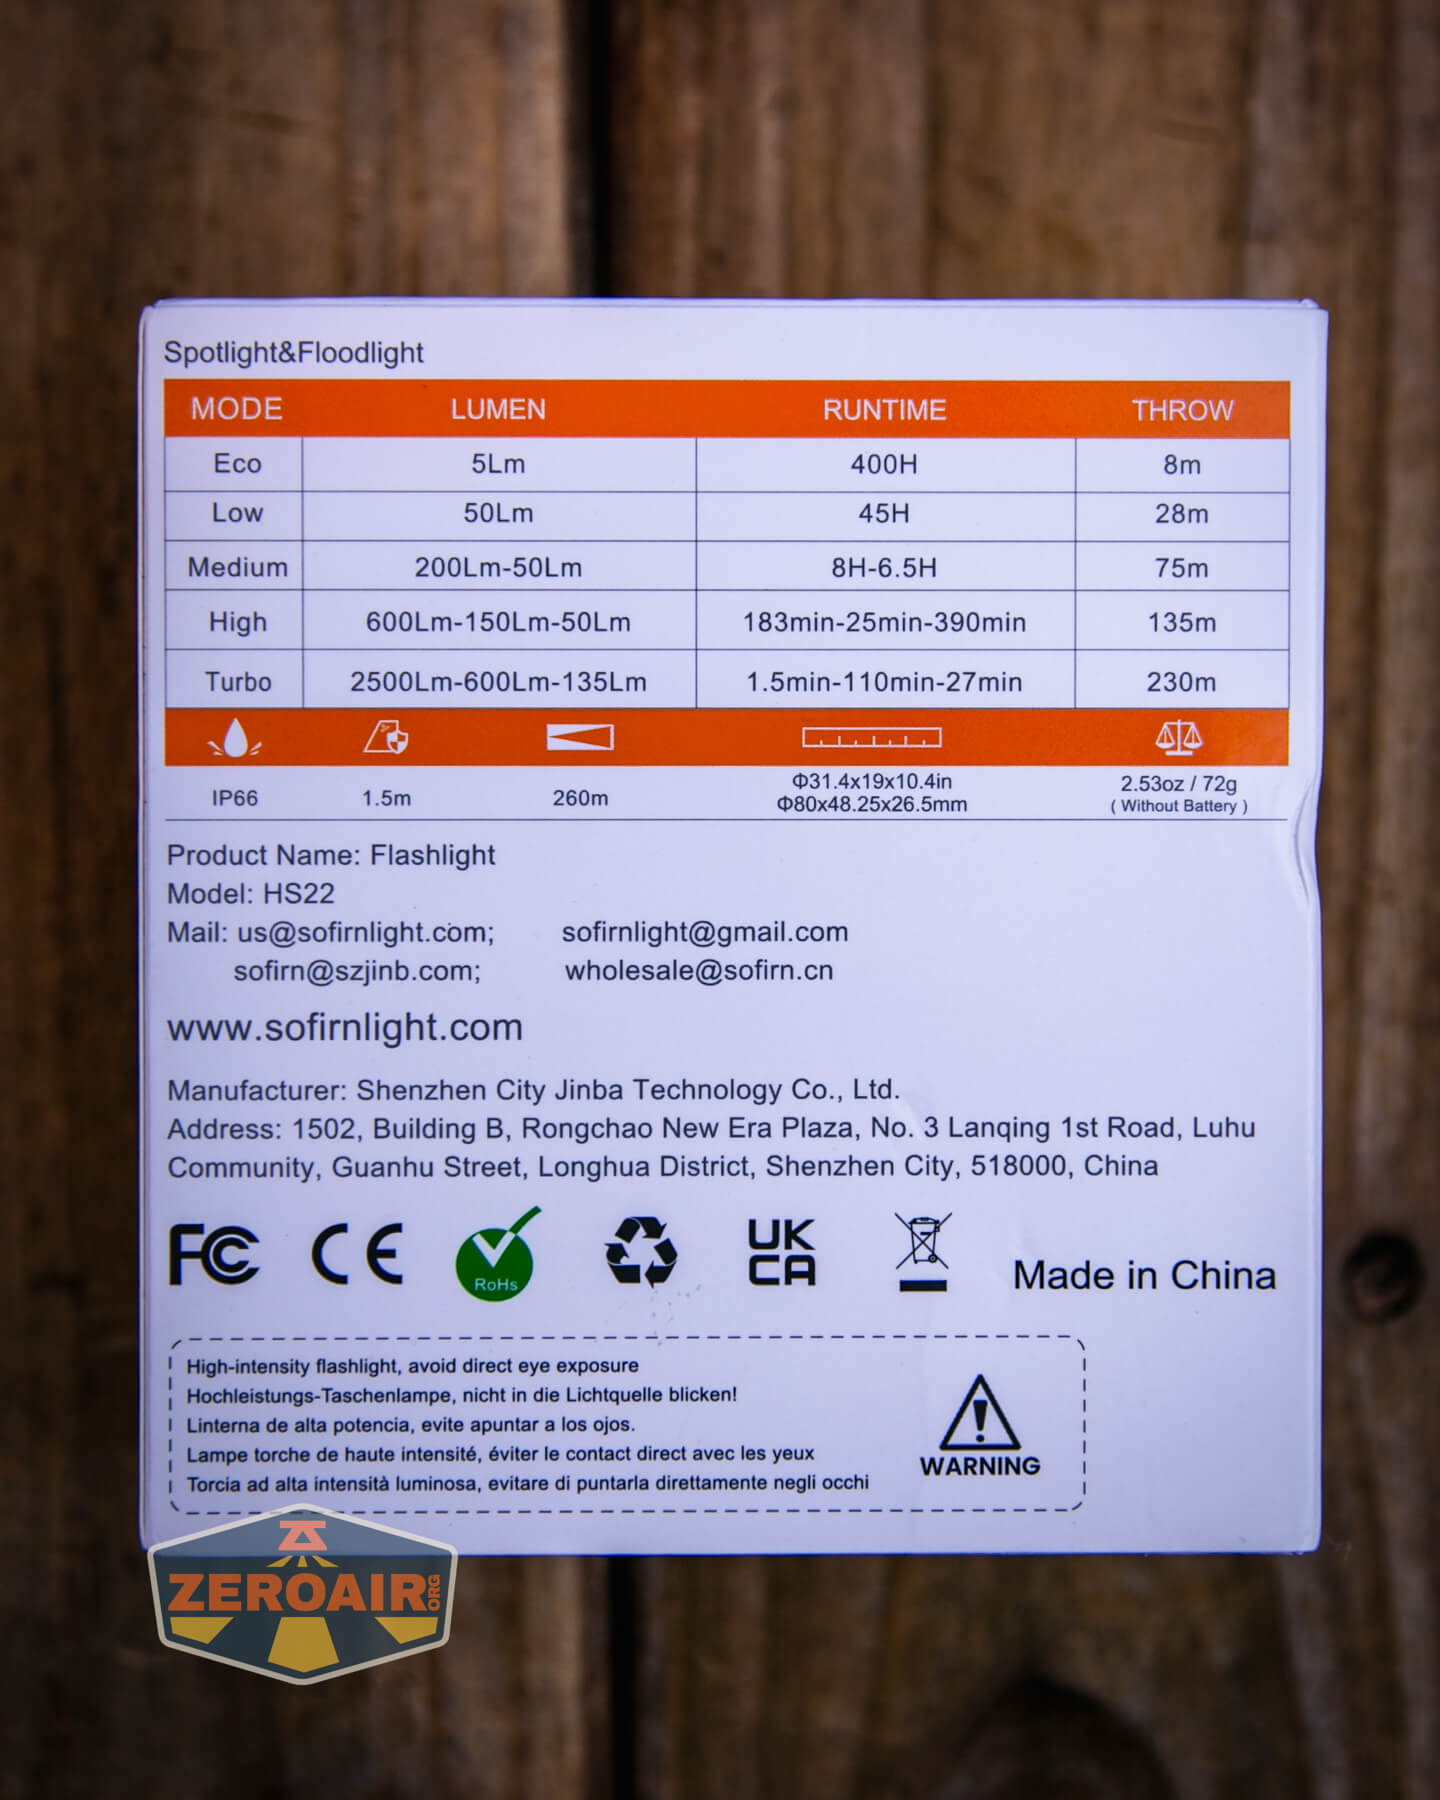 Spotlight&Floodlight
MODE LUMEN RUNTIME THROW
Eco 5Lm 400H 8m
Low 50Lm 45H 28m
Medium 200Lm-50Lm 8H-6.5H 75m
High 600Lm-150Lm-50Lm 183min-25min-390min 135m
Turbo 2500Lm-600Lm-135Lm 1.5min-110min-27min 230m
IP66 1.5m 260m Φ31.4x19x10.4in 2.53oz / 72g
Φ80x48.25x26.5mm ( Without Battery )
Product Name: Flashlight
Model: HS22
Mail: us@sofirnlight.com; sofirnlight@gmail.com
sofirn@szjinb.com; wholesale@sofirn.cn
www.sofirnlight.com
Manufacturer: Shenzhen City Jinba Technology Co., Ltd.
Address: 1502, Building B, Rongchao New Era Plaza, No. 3 Lanqing 1st Road, Luhu
Community, Guanhu Street, Longhua District, Shenzhen City, 518000, China
FC CE RoHs UK CA Made in China
High-intensity flashlight, avoid direct eye exposure
Hochleistungs-Taschenlampe, nicht in die Lichtquelle blicken!
Linterna de alta potencia, evite apuntar a los ojos.
Lampe torche de haute intensité, éviter le contact direct avec les yeux
Torcia ad alta intensità luminosa, evitare di puntarla direttamente negli occhi
WARNING
ZEROAIR.ORG